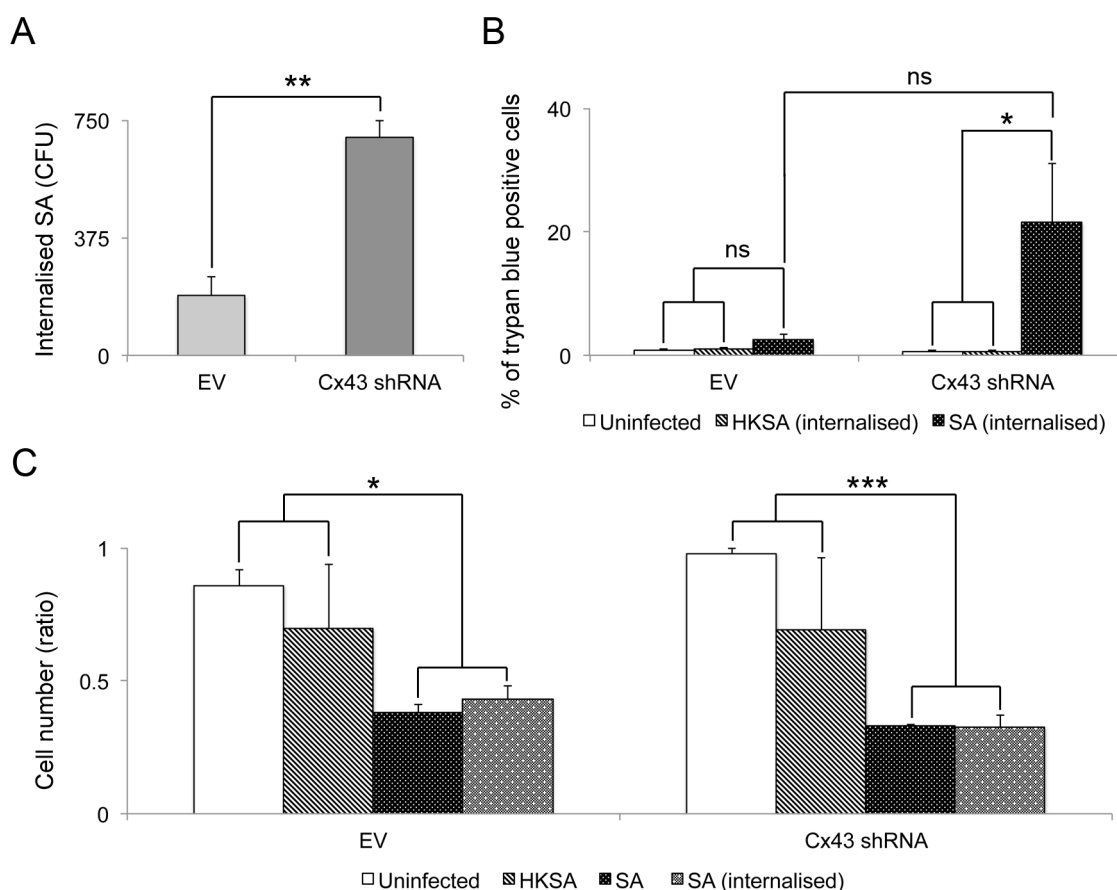 A
Internalised SA (CFU)
750
375
0
**
EV
Cx43 shRNA
B
% of trypan blue positive cells
40
20
0
ns
ns
*
EV
Cx43 shRNA
Uninfected HKSA (internalised) SA (internalised)
C
Cell number (ratio)
1
0.5
0
*
***
EV
Cx43 shRNA
Uninfected HKSA SA SA (internalised)